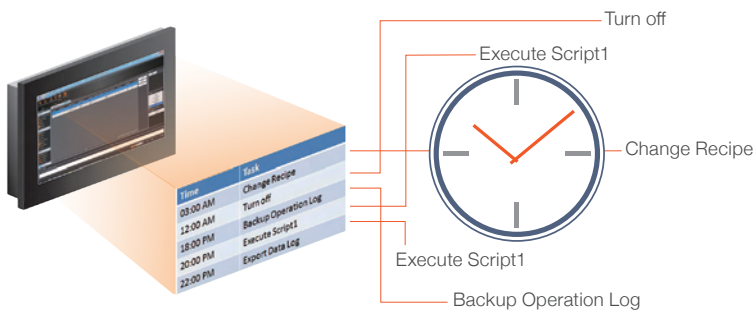 Turn off
Execute Script1
Change Recipe
Time Task
03:00 AM Change Recipe
12:00 AM Turn off
18:00 PM Backup Operation Log
20:00 PM Execute Script1
22:00 PM Export Data Log
Execute Script1
Backup Operation Log